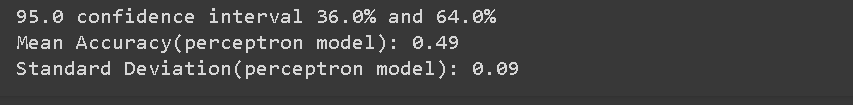 95.0 confidence interval 36.0% and 64.0%
Mean Accuracy(perceptron model): 0.49
Standard Deviation(perceptron model): 0.09